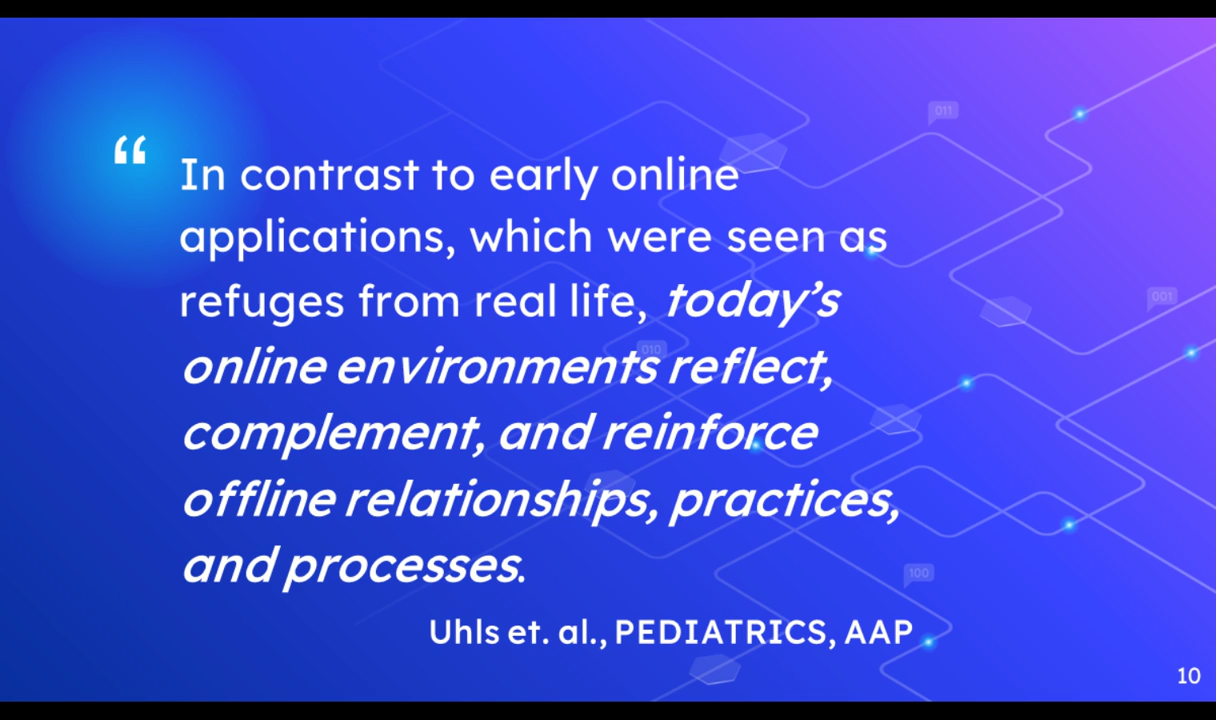 “
In contrast to early online
applications, which were seen as
refuges from real life, today’s
online environments reflect,
complement, and reinforce
offline relationships, practices,
and processes.
Uhls et. al., PEDIATRICS, AAP
011
001
010
100
10